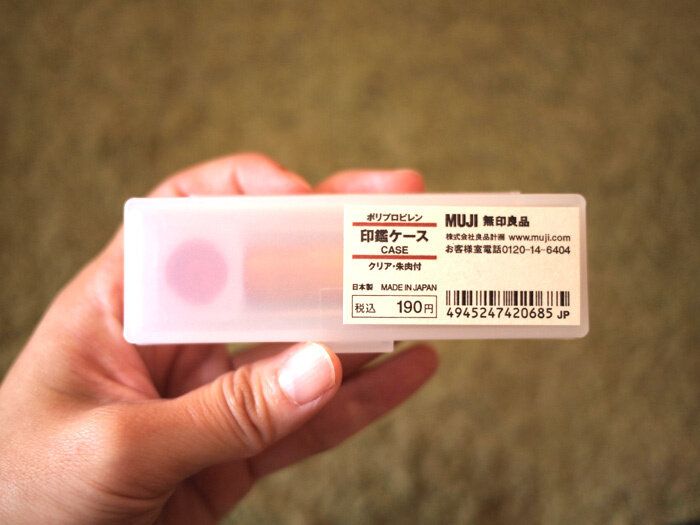 ポリプロピレン
印鑑ケース
CASE
クリア・朱肉付
日本製 MADE IN JAPAN
税込 190円
MUJI 無印良品
株式会社良品計画 www.muji.com
お客様室電話0120-14-6404
4945247420685 JP